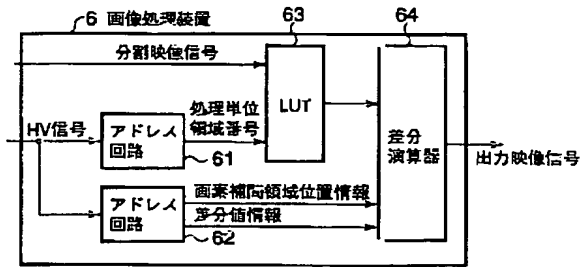 6 画像処理装置
63
64
分割映像信号
LUT
処理単位
領域番号
HV信号
アドレス
回路
61
差分
演算器
出力映像信号
画素補間領域位置情報
アドレス
回路
差分値情報
62